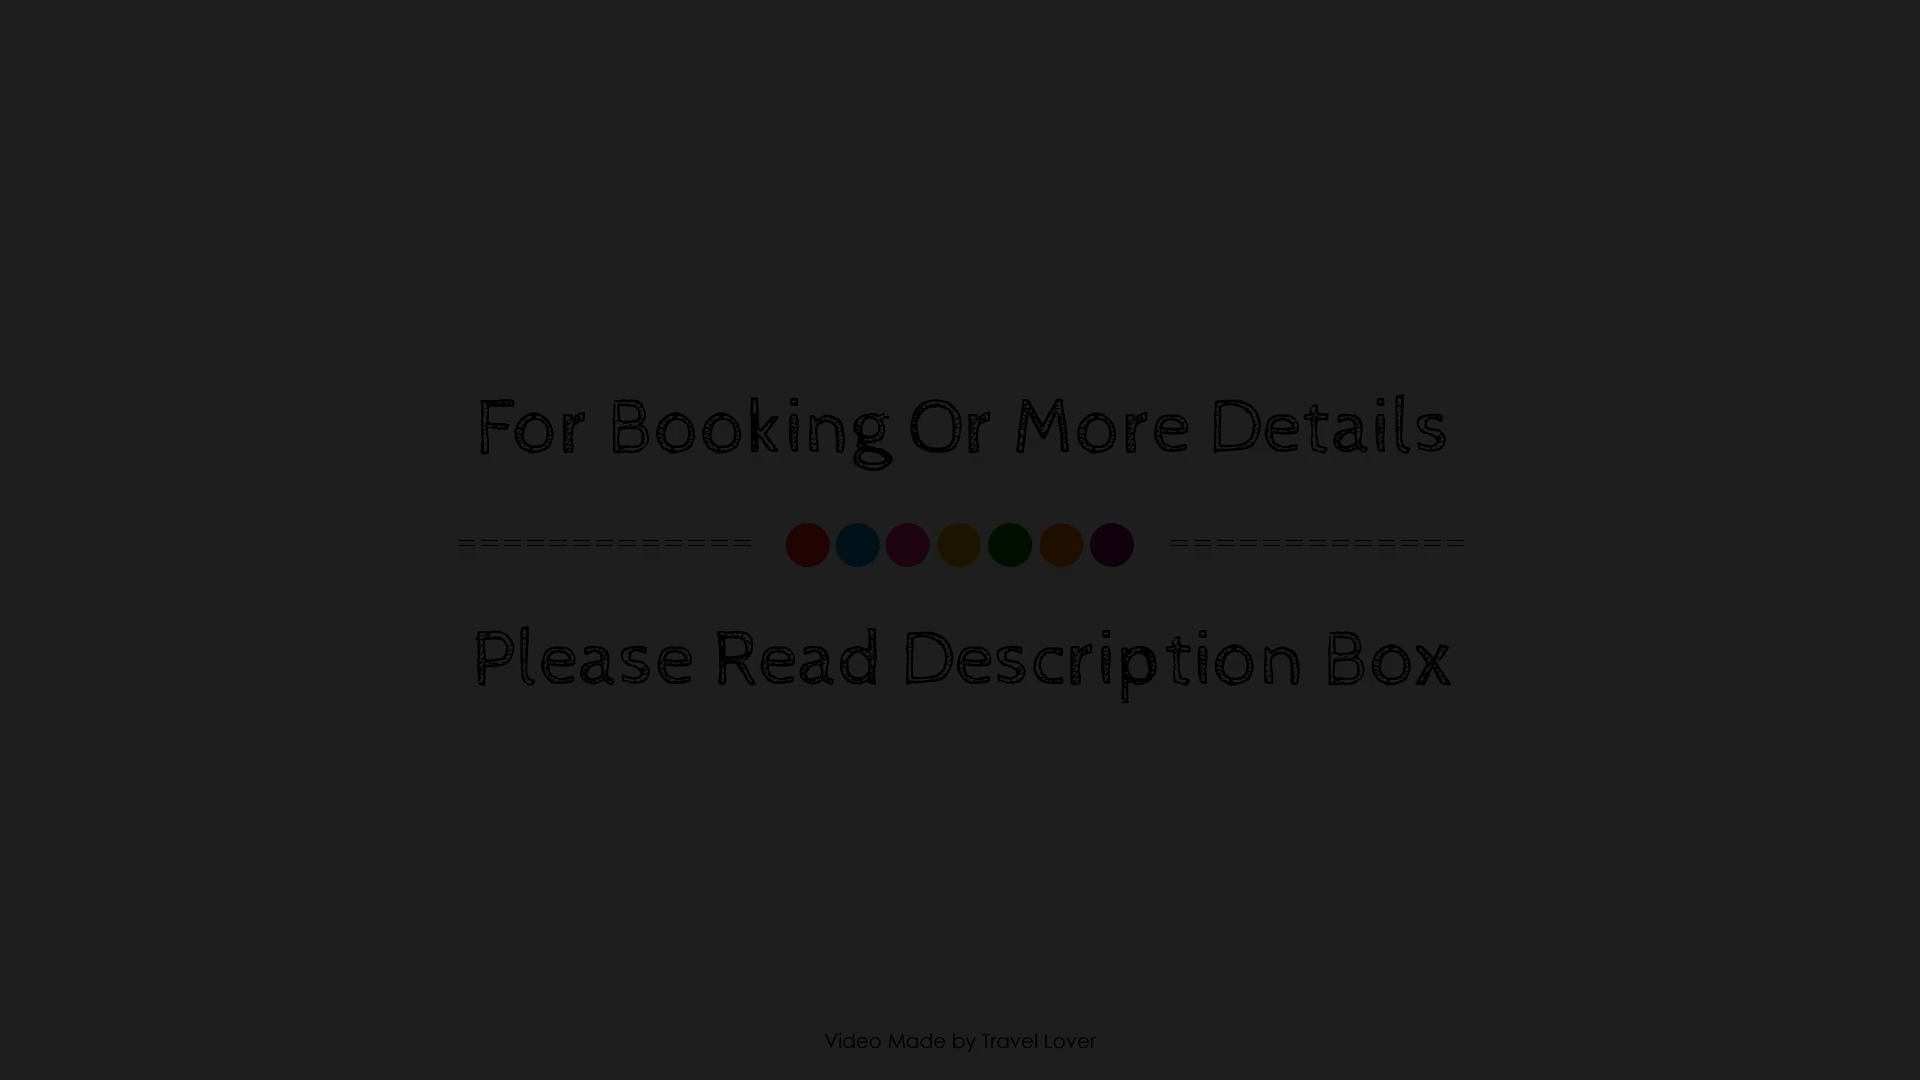 For Booking Or More Details
============= =============
Please Read Description Box
Video Made by Travel Lover